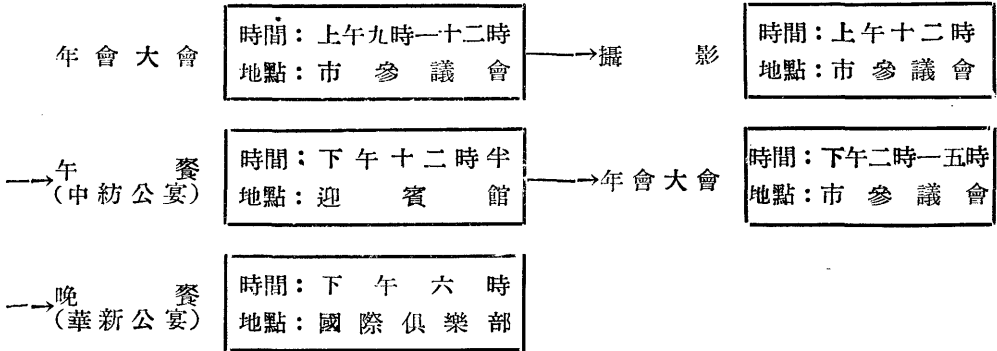 年會大會
時間：上午九時—十二時
地點：市參議會
→攝影
時間：上午十二時
地點：市參議會
→午餐
(中紡公宴)
時間：下午十二時半
地點：迎賓館
→年會大會
時間：下午二時—五時
地點：市參議會
→晚餐
(華新公宴)
時間：下午六時
地點：國際俱樂部